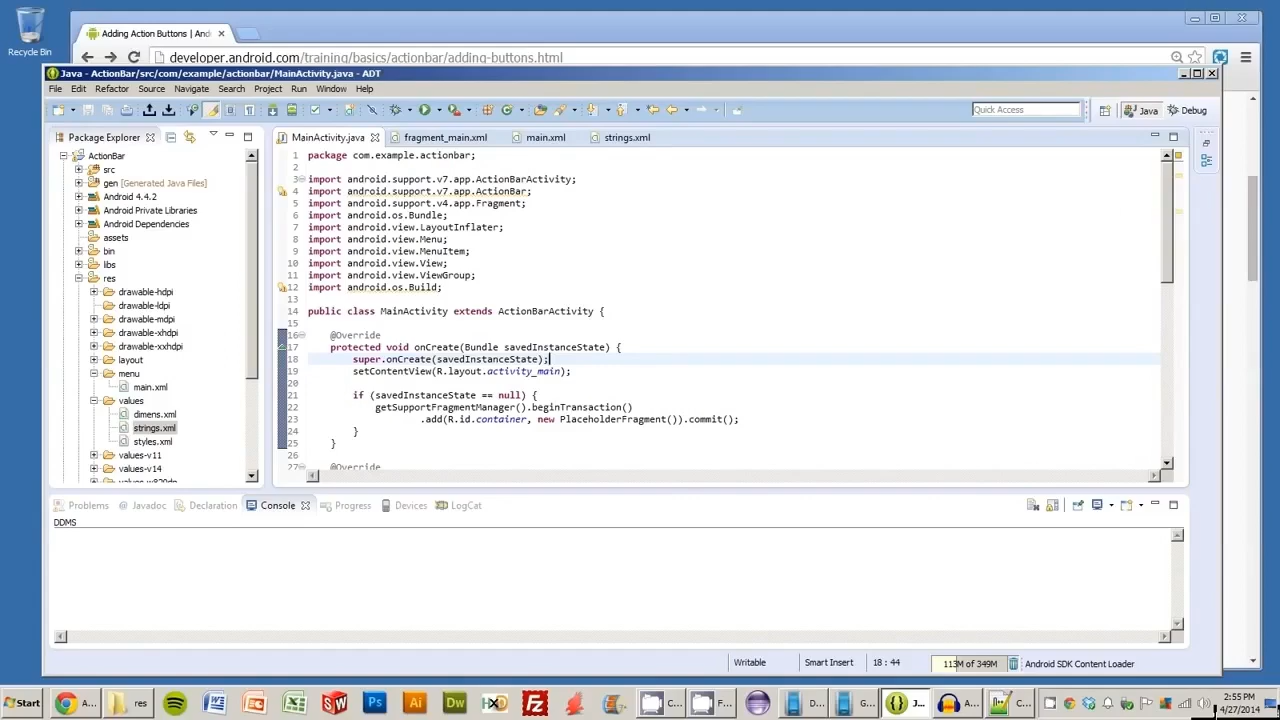 Recycle Bin
Adding Action Buttons | And
developer.android.com/training/basics/actionbar/adding-buttons.html
Java - ActionBar/src/com/example/actionbar/MainActivity.java - ADT
File Edit Refactor Source Navigate Search Project Run Window Help
Quick Access
Java
Debug
Package Explorer
ActionBar
src
gen [Generated Java Files]
Android 4.4.2
Android Private Libraries
Android Dependencies
assets
bin
libs
res
drawable-hdpi
drawable-ldpi
drawable-mdpi
drawable-xhdpi
drawable-xxhdpi
layout
menu
main.xml
values
dimens.xml
strings.xml
styles.xml
values-v11
values-v14
values-w820dp
MainActivity.java fragment_main.xml main.xml strings.xml
1 package com.example.actionbar;
2
3 import android.support.v7.app.ActionBarActivity;
4 import android.support.v7.app.ActionBar;
5 import android.support.v4.app.Fragment;
6 import android.os.Bundle;
7 import android.view.LayoutInflater;
8 import android.view.Menu;
9 import android.view.MenuItem;
10 import android.view.View;
11 import android.view.ViewGroup;
12 import android.os.Build;
13
14 public class MainActivity extends ActionBarActivity {
15
16 @Override
17 protected void onCreate(Bundle savedInstanceState) {
18 super.onCreate(savedInstanceState);
19 setContentView(R.layout.activity_main);
20
21 if (savedInstanceState == null) {
22 getSupportFragmentManager().beginTransaction()
23 .add(R.id.container, new PlaceholderFragment()).commit();
24 }
25 }
26
27 @Override
Problems Javadoc Declaration Console Progress Devices LogCat
DDMS
Writable Smart Insert 18 : 44 113M of 349M Android SDK Content Loader
Start A... res C... F... D... G... J... A... C...
2:55 PM
4/27/2014